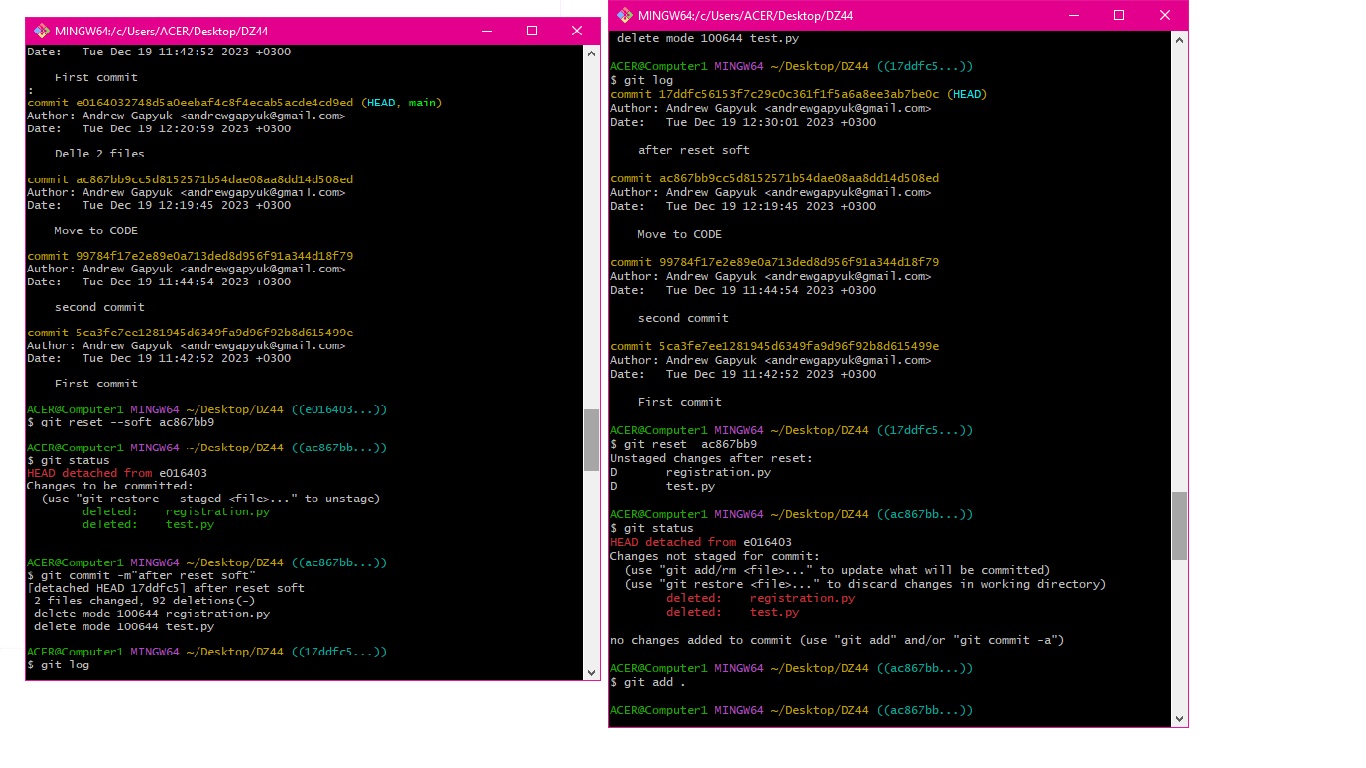 MINGW64:/c/Users/ACER/Desktop/DZ44
Date:   Tue Dec 19 11:42:52 2023 +0300
First commit
:
commit e0164032748d5a0eebaf4c8f4ecab5acde4cd9ed (HEAD, main)
Author: Andrew Gapyuk <andrewgapyuk@gmail.com>
Date:   Tue Dec 19 12:20:59 2023 +0300
Delle 2 files
commit ac867bb9cc5d8152571b54dae08aa8dd14d508ed
Author: Andrew Gapyuk <andrewgapyuk@gmail.com>
Date:   Tue Dec 19 12:19:45 2023 +0300
Move to CODE
commit 99784f17e2e89e0a713ded8d956f91a344d18f79
Author: Andrew Gapyuk <andrewgapyuk@gmail.com>
Date:   Tue Dec 19 11:44:54 2023 +0300
second commit
commit 5ca3fe7ee1281945d6349fa9d96f92b8d615499e
Author: Andrew Gapyuk <andrewgapyuk@gmail.com>
Date:   Tue Dec 19 11:42:52 2023 +0300
First commit
ACER@Computer1 MINGW64 ~/Desktop/DZ44 ((e016403...))
$ git reset --soft ac867bb9
ACER@Computer1 MINGW64 ~/Desktop/DZ44 ((ac867bb...))
$ git status
HEAD detached from e016403
Changes to be committed:
(use "git restore --staged <file>..." to unstage)
deleted:    registration.py
deleted:    test.py
ACER@Computer1 MINGW64 ~/Desktop/DZ44 ((ac867bb...))
$ git commit -m"after reset soft"
[detached HEAD 17ddfc5] after reset soft
2 files changed, 92 deletions(-)
delete mode 100644 registration.py
delete mode 100644 test.py
ACER@Computer1 MINGW64 ~/Desktop/DZ44 ((17ddfc5...))
$ git log
MINGW64:/c/Users/ACER/Desktop/DZ44
delete mode 100644 test.py
ACER@Computer1 MINGW64 ~/Desktop/DZ44 ((17ddfc5...))
$ git log
commit 17ddfc56153f7c29c0c361f1f5a6a8ee3ab7be0c (HEAD)
Author: Andrew Gapyuk <andrewgapyuk@gmail.com>
Date:   Tue Dec 19 12:30:01 2023 +0300
after reset soft
commit ac867bb9cc5d8152571b54dae08aa8dd14d508ed
Author: Andrew Gapyuk <andrewgapyuk@gmail.com>
Date:   Tue Dec 19 12:19:45 2023 +0300
Move to CODE
commit 99784f17e2e89e0a713ded8d956f91a344d18f79
Author: Andrew Gapyuk <andrewgapyuk@gmail.com>
Date:   Tue Dec 19 11:44:54 2023 +0300
second commit
commit 5ca3fe7ee1281945d6349fa9d96f92b8d615499e
Author: Andrew Gapyuk <andrewgapyuk@gmail.com>
Date:   Tue Dec 19 11:42:52 2023 +0300
First commit
ACER@Computer1 MINGW64 ~/Desktop/DZ44 ((17ddfc5...))
$ git reset  ac867bb9
Unstaged changes after reset:
D       registration.py
D       test.py
ACER@Computer1 MINGW64 ~/Desktop/DZ44 ((ac867bb...))
$ git status
HEAD detached from e016403
Changes not staged for commit:
(use "git add/rm <file>..." to update what will be committed)
(use "git restore <file>..." to discard changes in working directory)
deleted:    registration.py
deleted:    test.py
no changes added to commit (use "git add" and/or "git commit -a")
ACER@Computer1 MINGW64 ~/Desktop/DZ44 ((ac867bb...))
$ git add .
ACER@Computer1 MINGW64 ~/Desktop/DZ44 ((ac867bb...))